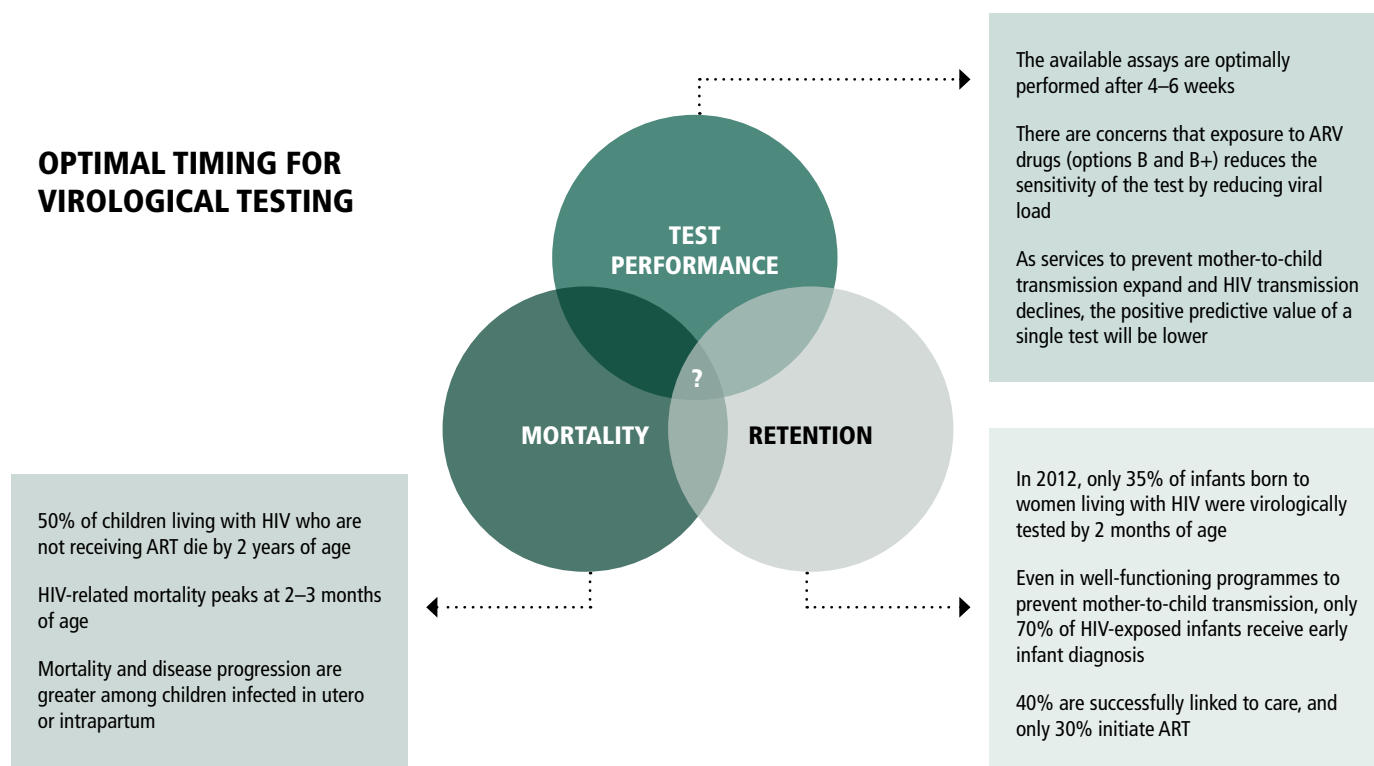 OPTIMAL TIMING FOR
VIROLOGICAL TESTING
TEST
PERFORMANCE
?
MORTALITY
RETENTION
The available assays are optimally
performed after 4–6 weeks
There are concerns that exposure to ARV
drugs (options B and B+) reduces the
sensitivity of the test by reducing viral
load
As services to prevent mother-to-child
transmission expand and HIV transmission
declines, the positive predictive value of a
single test will be lower
50% of children living with HIV who are
not receiving ART die by 2 years of age
HIV-related mortality peaks at 2–3 months
of age
Mortality and disease progression are
greater among children infected in utero
or intrapartum
In 2012, only 35% of infants born to
women living with HIV were virologically
tested by 2 months of age
Even in well-functioning programmes to
prevent mother-to-child transmission, only
70% of HIV-exposed infants receive early
infant diagnosis
40% are successfully linked to care, and
only 30% initiate ART